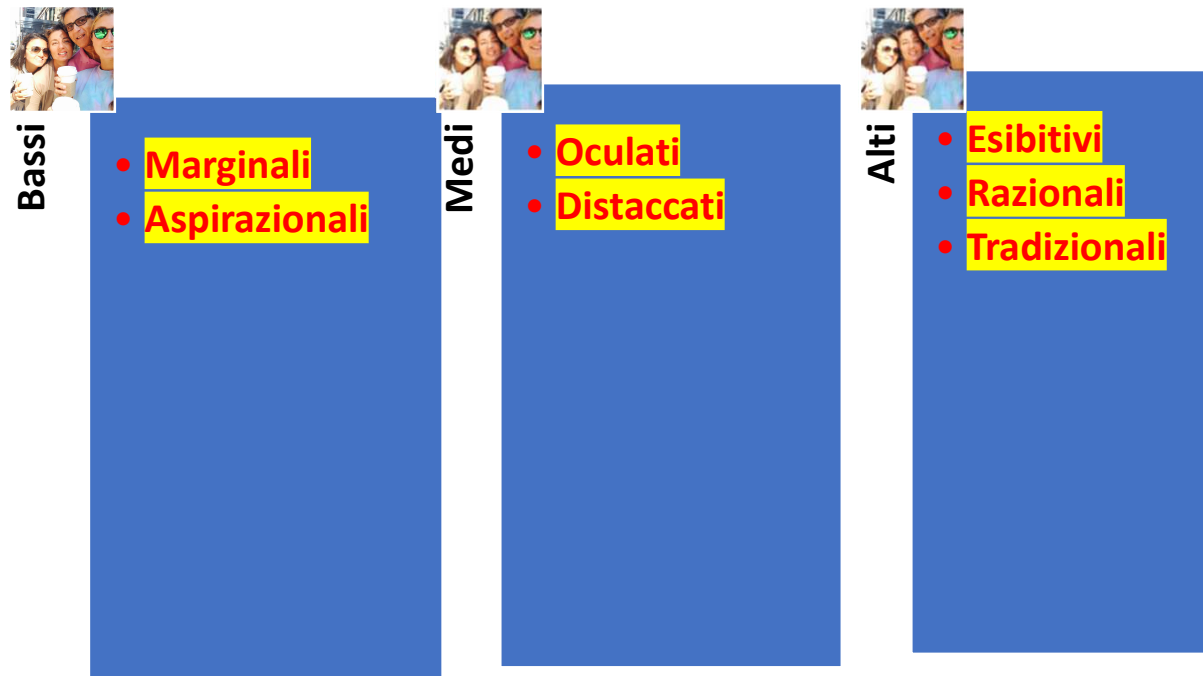 Bassi
• Marginali
• Aspirazionali
Medi
• Oculati
• Distaccati
Alti
• Esibitivi
• Razionali
• Tradizionali